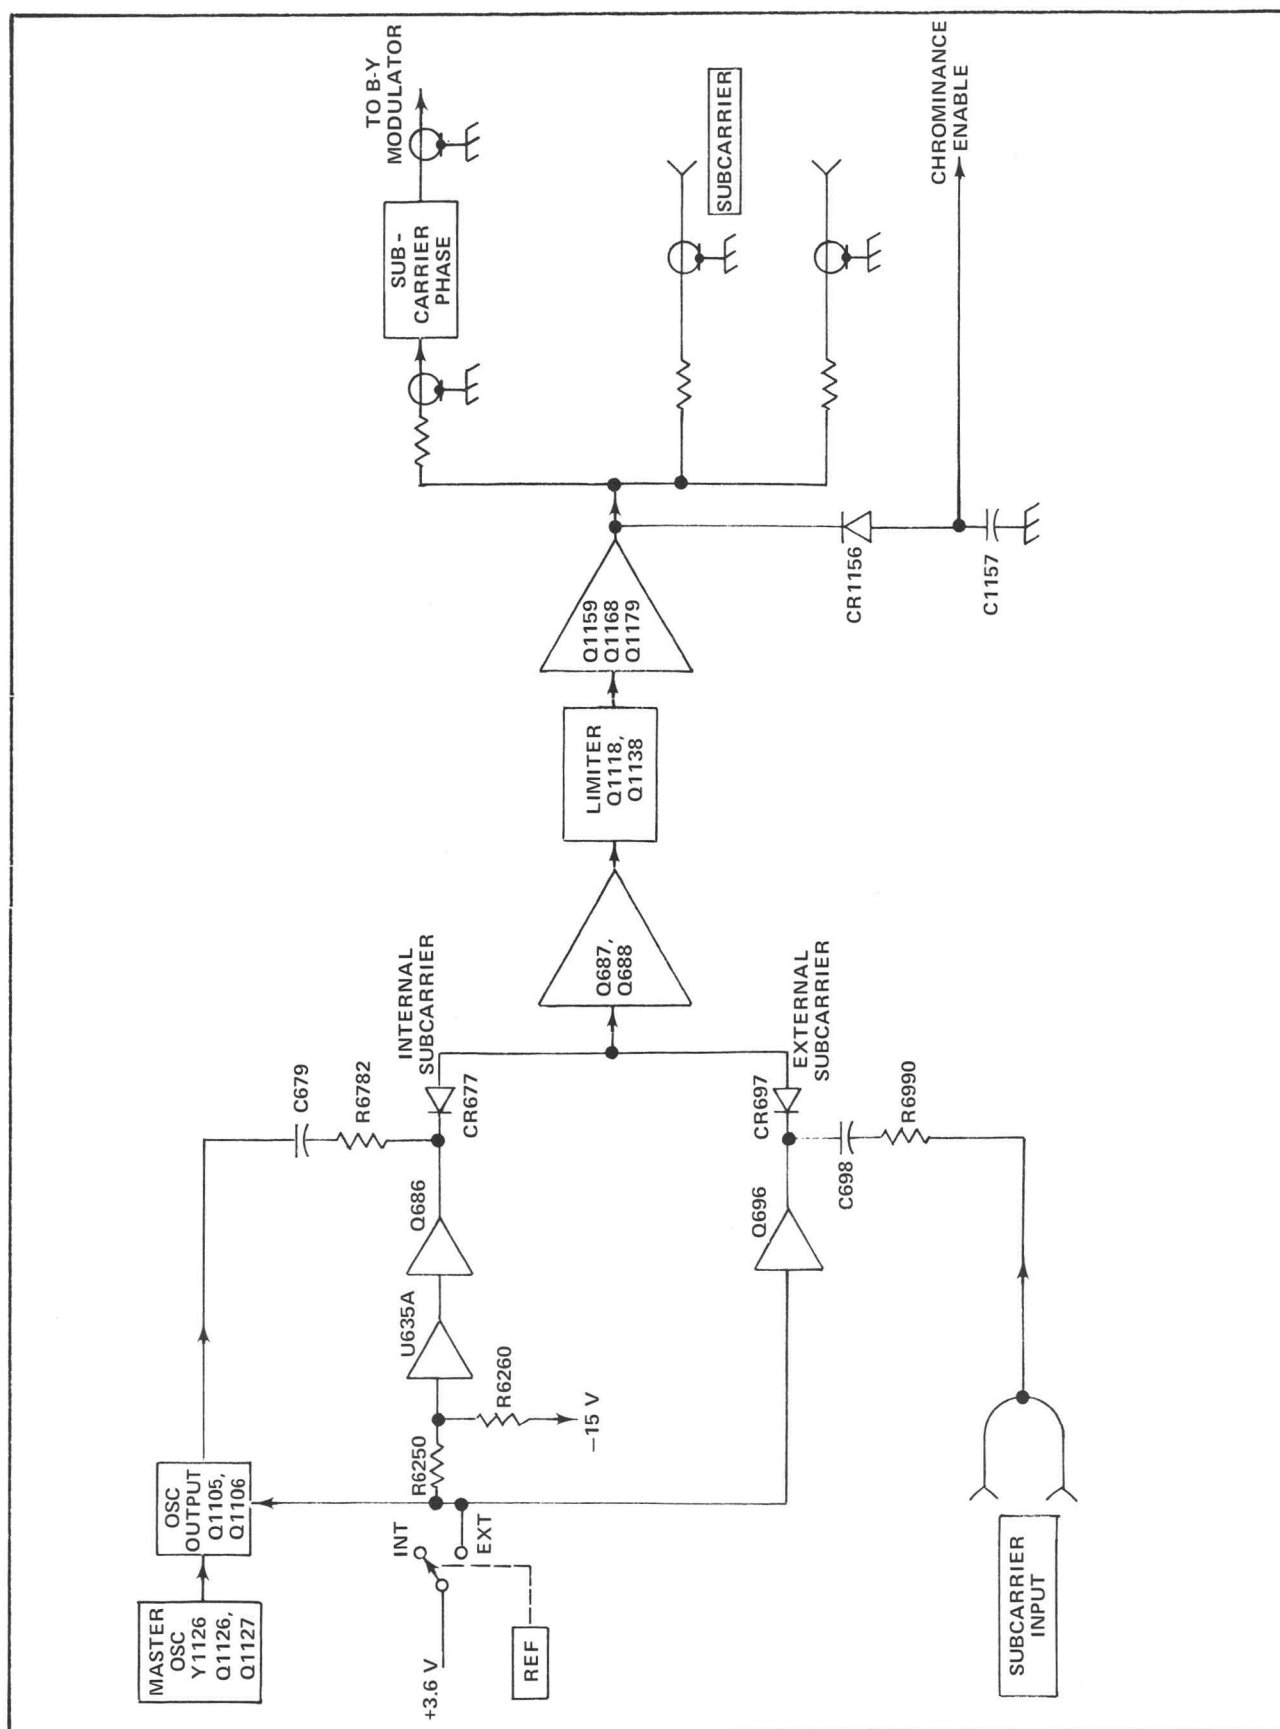 MASTER
OSC
Y1126
Q1126,
Q1127
OSC
OUTPUT
Q1105,
Q1106
+3.6 V
REF
INT
EXT
R6250
R6260
−15 V
U635A
Q686
C679
R6782
INTERNAL
SUBCARRIER
CR677
Q696
CR697
EXTERNAL
SUBCARRIER
C698
R6990
SUBCARRIER
INPUT
Q687,
Q688
LIMITER
Q1118,
Q1138
Q1159
Q1168
Q1179
CR1156
C1157
SUB-
CARRIER
PHASE
TO B-Y
MODULATOR
SUBCARRIER
CHROMINANCE
ENABLE